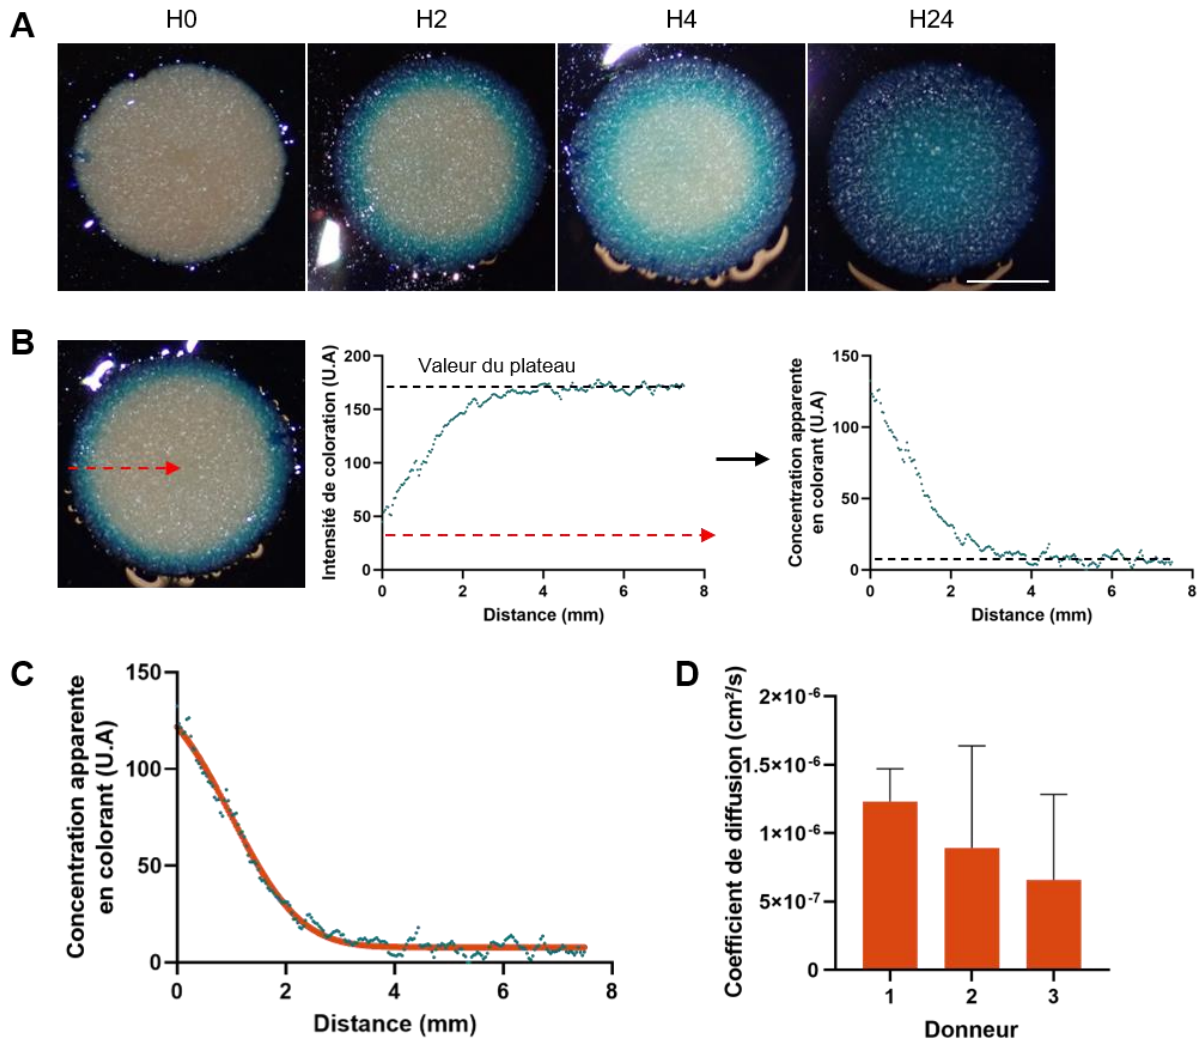 A
H0
H2
H4
H24
B
Intensité de coloration (U.A)
200
150
100
50
0
Valeur du plateau
0
2
4
6
8
Distance (mm)
Concentration apparente
en colorant (U.A)
150
100
50
0
0
2
4
6
8
Distance (mm)
C
Concentration apparente
en colorant (U.A)
150
100
50
0
0
2
4
6
8
Distance (mm)
D
Coefficient de diffusion (cm²/s)
2×10⁻⁶
1.5×10⁻⁶
1×10⁻⁶
5×10⁻⁷
0
1
2
3
Donneur